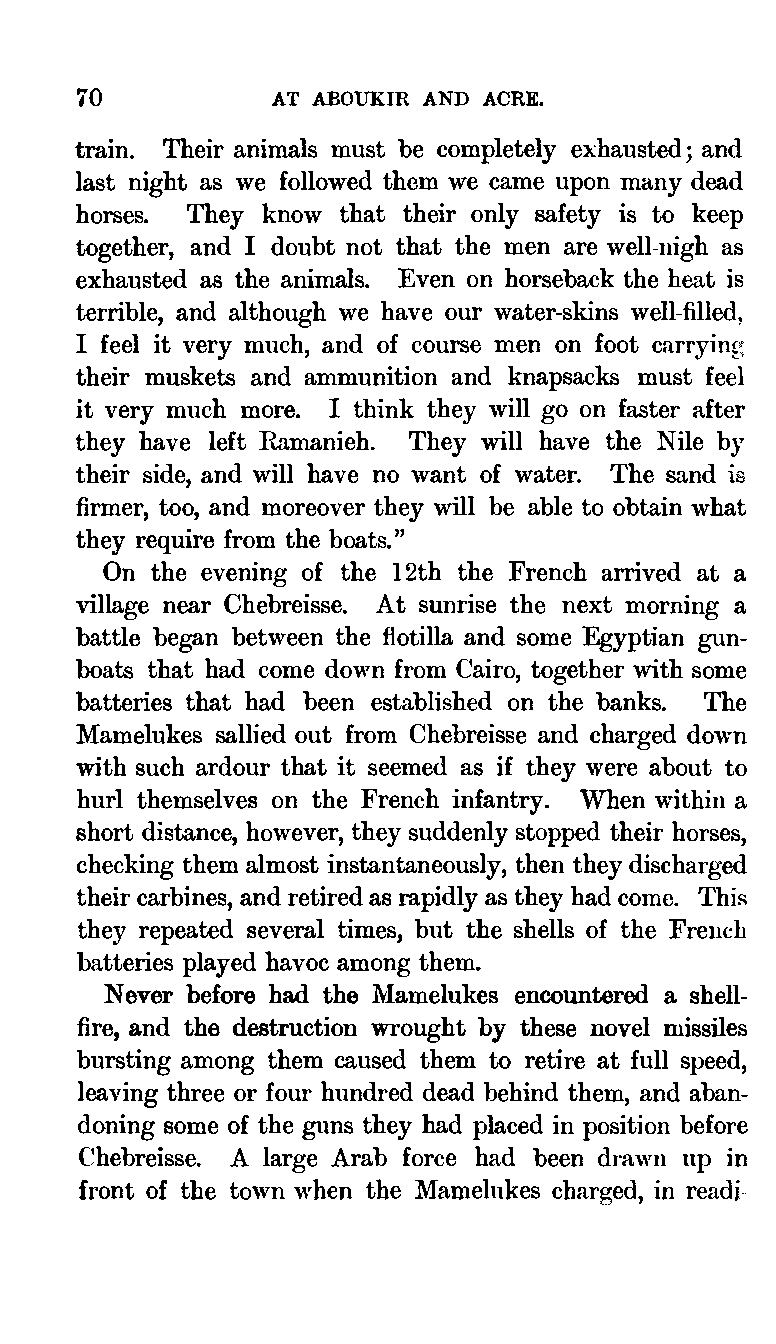 70 AT ABOUKIR AND ACRE.
train. Their animals must be completely exhausted; and
last night as we followed them we came upon many dead
horses. They know that their only safety is to keep
together, and I doubt not that the men are well-nigh as
exhausted as the animals. Even on horseback the heat is
terrible, and although we have our water-skins well-filled,
I feel it very much, and of course men on foot carrying
their muskets and ammunition and knapsacks must feel
it very much more. I think they will go on faster after
they have left Ramanieh. They will have the Nile by
their side, and will have no want of water. The sand is
firmer, too, and moreover they will be able to obtain what
they require from the boats."
On the evening of the 12th the French arrived at a
village near Chebreisse. At sunrise the next morning a
battle began between the flotilla and some Egyptian gun-
boats that had come down from Cairo, together with some
batteries that had been established on the banks. The
Mamelukes sallied out from Chebreisse and charged down
with such ardour that it seemed as if they were about to
hurl themselves on the French infantry. When within a
short distance, however, they suddenly stopped their horses,
checking them almost instantaneously, then they discharged
their carbines, and retired as rapidly as they had come. This
they repeated several times, but the shells of the French
batteries played havoc among them.
Never before had the Mamelukes encountered a shell-
fire, and the destruction wrought by these novel missiles
bursting among them caused them to retire at full speed,
leaving three or four hundred dead behind them, and aban-
doning some of the guns they had placed in position before
Chebreisse. A large Arab force had been drawn up in
front of the town when the Mamelukes charged, in readi-